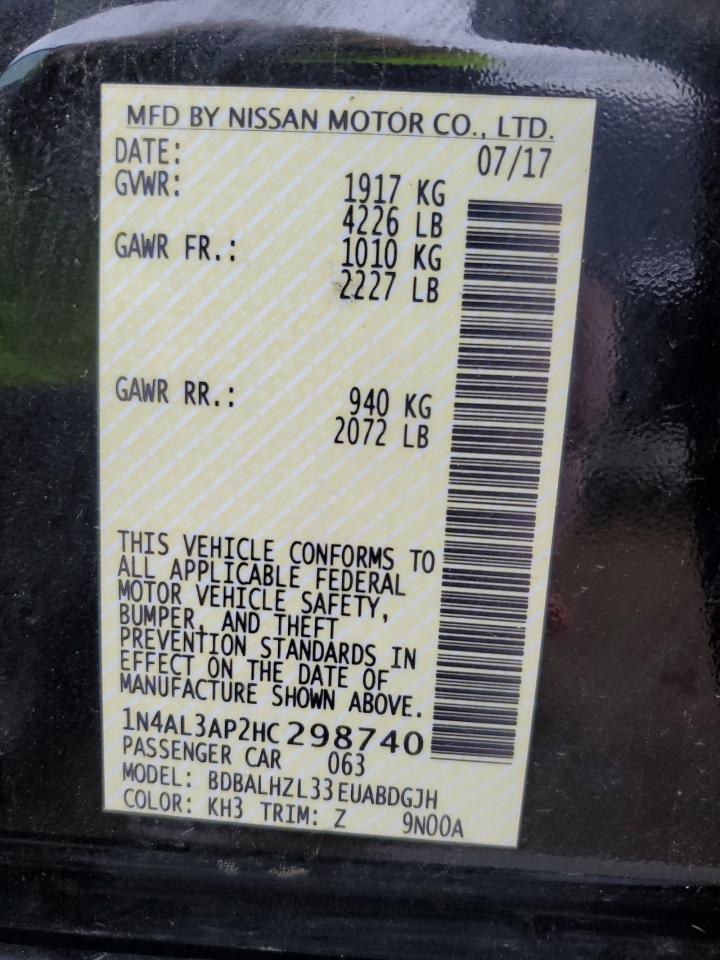 MFD BY NISSAN MOTOR CO., LTD.
DATE: 07/17
GVWR: 1917 KG
4226 LB
GAWR FR.: 1010 KG
2227 LB
GAWR RR.: 940 KG
2072 LB
THIS VEHICLE CONFORMS TO
ALL APPLICABLE FEDERAL
MOTOR VEHICLE SAFETY,
BUMPER, AND THEFT
PREVENTION STANDARDS IN
EFFECT ON THE DATE OF
MANUFACTURE SHOWN ABOVE.
1N4AL3AP2HC298740
PASSENGER CAR 063
MODEL: BDBALHZL33EUABDGJH
COLOR: KH3 TRIM: Z 9N00A